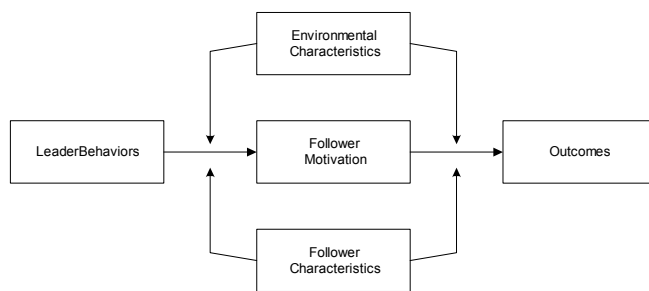 Environmental
Characteristics
LeaderBehaviors
Follower
Motivation
Outcomes
Follower
Characteristics